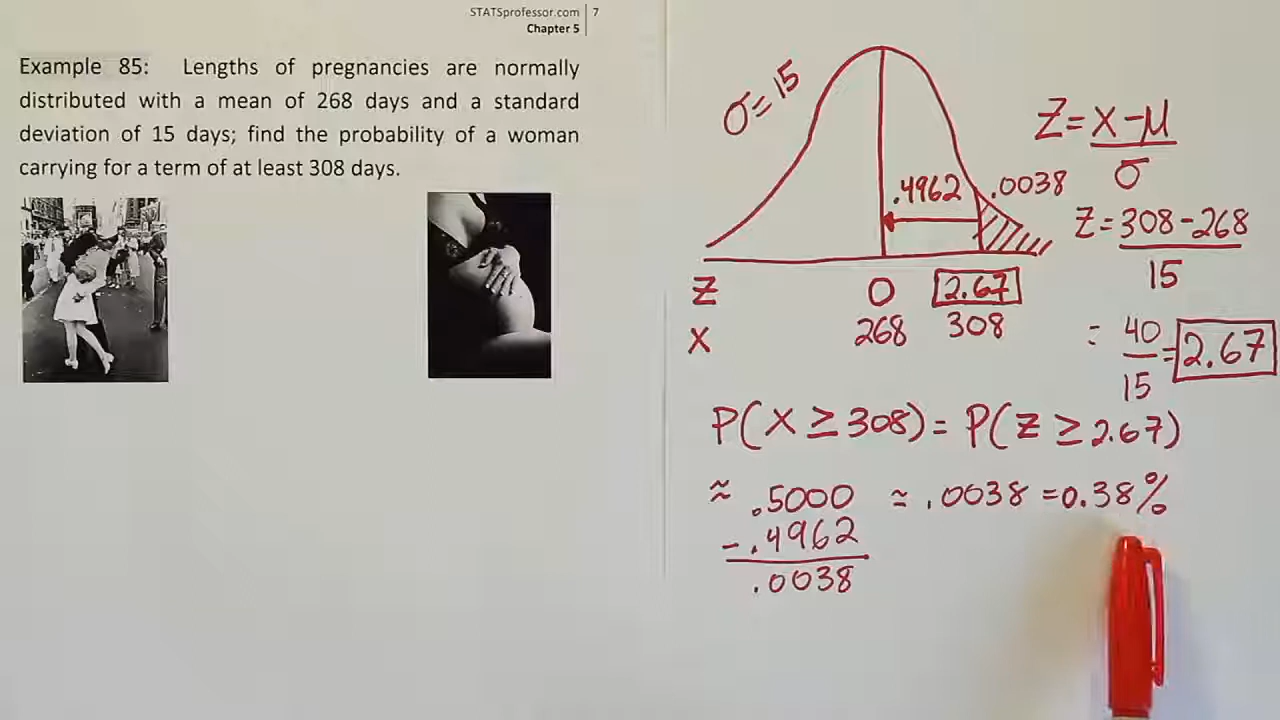 STATSprofessor.com 7
Chapter 5
Example 85: Lengths of pregnancies are normally
distributed with a mean of 268 days and a standard
deviation of 15 days; find the probability of a woman
carrying for a term of at least 308 days.
σ=15
.4962
.0038
Z 0 2.67
X 268 308
Z = X-μ
σ
Z = 308-268
15
= 40
15
= 2.67
P(X ≥ 308) = P(Z ≥ 2.67)
≈ .5000 ≈ .0038 = 0.38%
- .4962
.0038